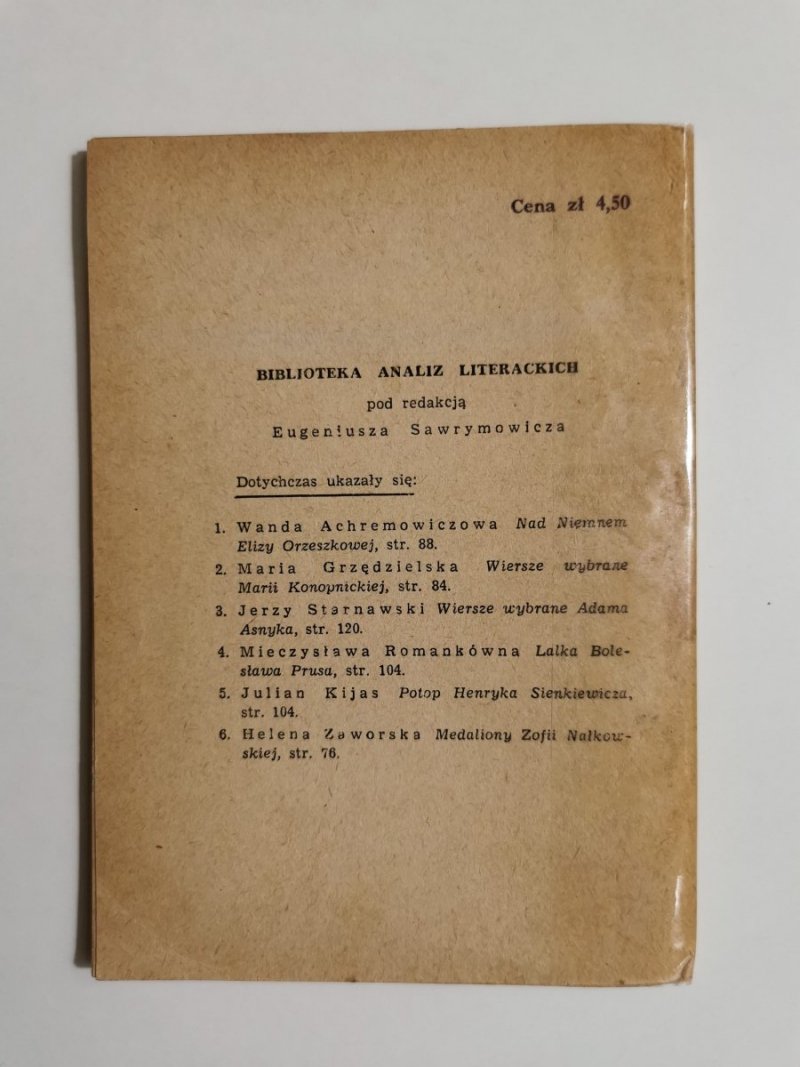 Cena zł 4,50
BIBLIOTEKA ANALIZ LITERACKICH
pod redakcją
Eugeniusza Sawrymowicza
Dotychczas ukazały się:
1. Wanda Achremowiczowa Nad Niemnem
Elizy Orzeszkowej, str. 88.
2. Maria Grzędzielska Wiersze wybrane
Marii Konopnickiej, str. 84.
3. Jerzy Starnawski Wiersze wybrane Adama
Asnyka, str. 120.
4. Mieczysława Romankówna Lalka Bole-
sława Prusa, str. 104.
5. Julian Kijas Potop Henryka Sienkiewicza,
str. 104.
6. Helena Zaworska Medaliony Zofii Nałkow-
skiej, str. 76.